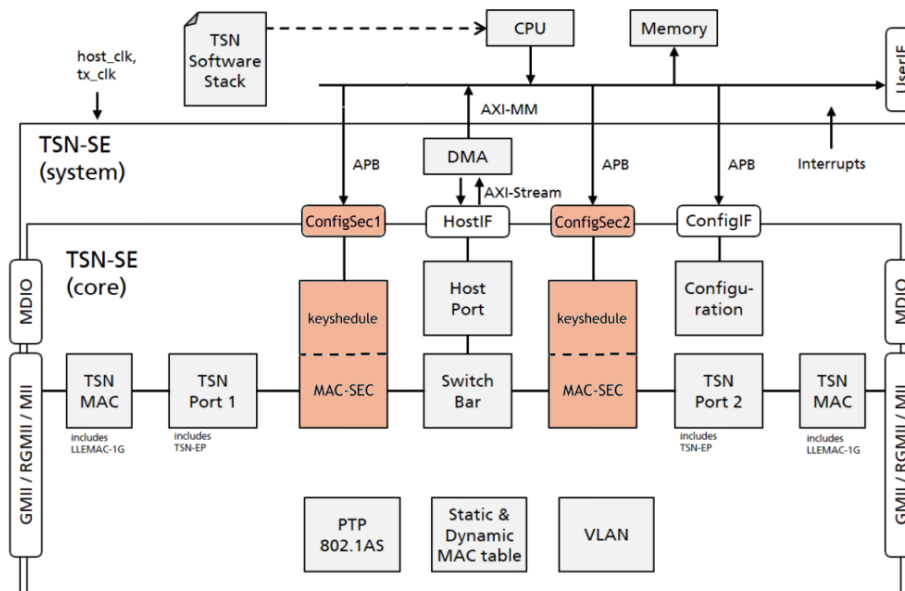 TSN
Software
Stack
CPU
Memory
UserIF
host_clk,
tx_clk
AXI-MM
TSN-SE
(system)
APB
DMA
APB
APB
Interrupts
AXI-Stream
ConfigSec1
HostIF
ConfigSec2
ConfigIF
TSN-SE
(core)
MDIO
keyshedule
Host
Port
keyshedule
Configu-
ration
MDIO
GMII / RGMII / MII
TSN
MAC
includes
LLEMAC-1G
TSN
Port 1
includes
TSN-EP
MAC-SEC
Switch
Bar
MAC-SEC
TSN
Port 2
includes
TSN-EP
TSN
MAC
includes
LLEMAC-1G
GMII / RGMII / MII
PTP
802.1AS
Static &
Dynamic
MAC table
VLAN